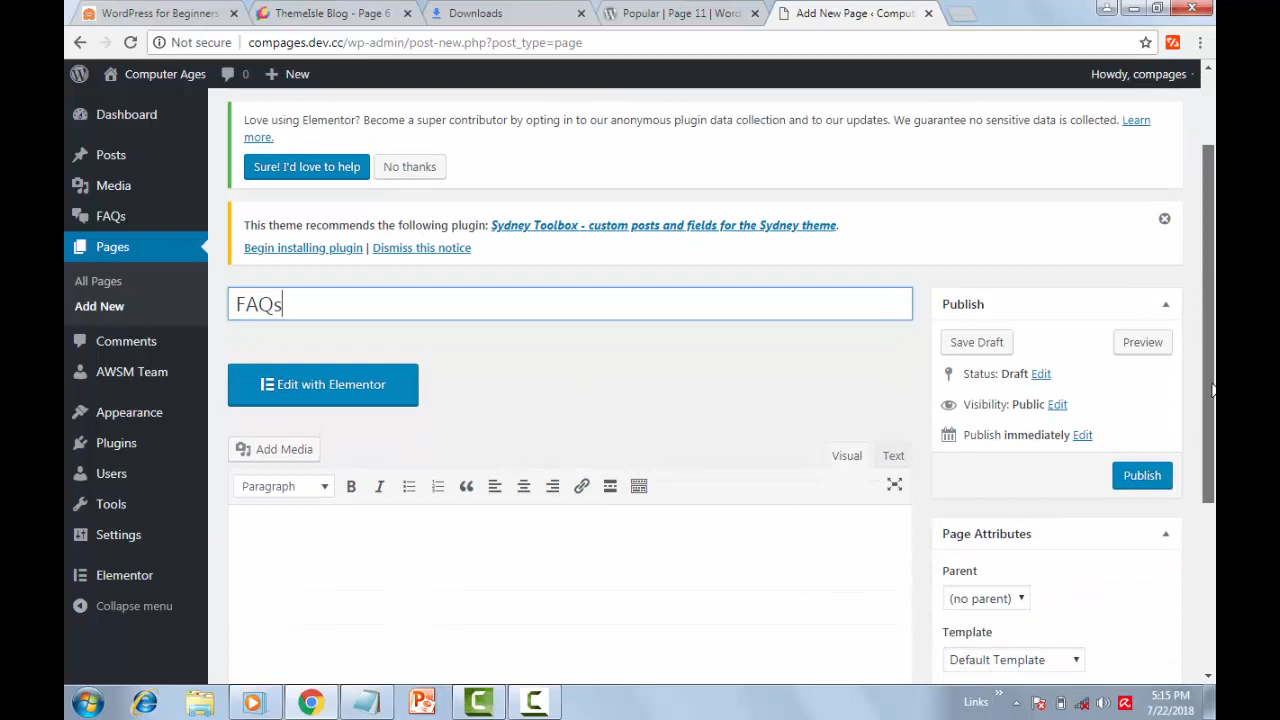 WordPress for Beginners
ThemeIsle Blog - Page 6
Downloads
Popular | Page 11 | Word
Add New Page ‹ Comput
Not secure
compages.dev.cc/wp-admin/post-new.php?post_type=page
Computer Ages
0
New
Howdy, compages
Dashboard
Posts
Media
FAQs
Pages
All Pages
Add New
Comments
AWSM Team
Appearance
Plugins
Users
Tools
Settings
Elementor
Collapse menu
Love using Elementor? Become a super contributor by opting in to our anonymous plugin data collection and to our updates. We guarantee no sensitive data is collected. Learn
more.
Sure! I'd love to help
No thanks
This theme recommends the following plugin: Sydney Toolbox - custom posts and fields for the Sydney theme.
Begin installing plugin | Dismiss this notice
FAQs
Edit with Elementor
Add Media
Visual
Text
Paragraph
B
I
Publish
Save Draft
Preview
Status: Draft Edit
Visibility: Public Edit
Publish immediately Edit
Publish
Page Attributes
Parent
(no parent)
Template
Default Template
Links
5:15 PM
7/22/2018